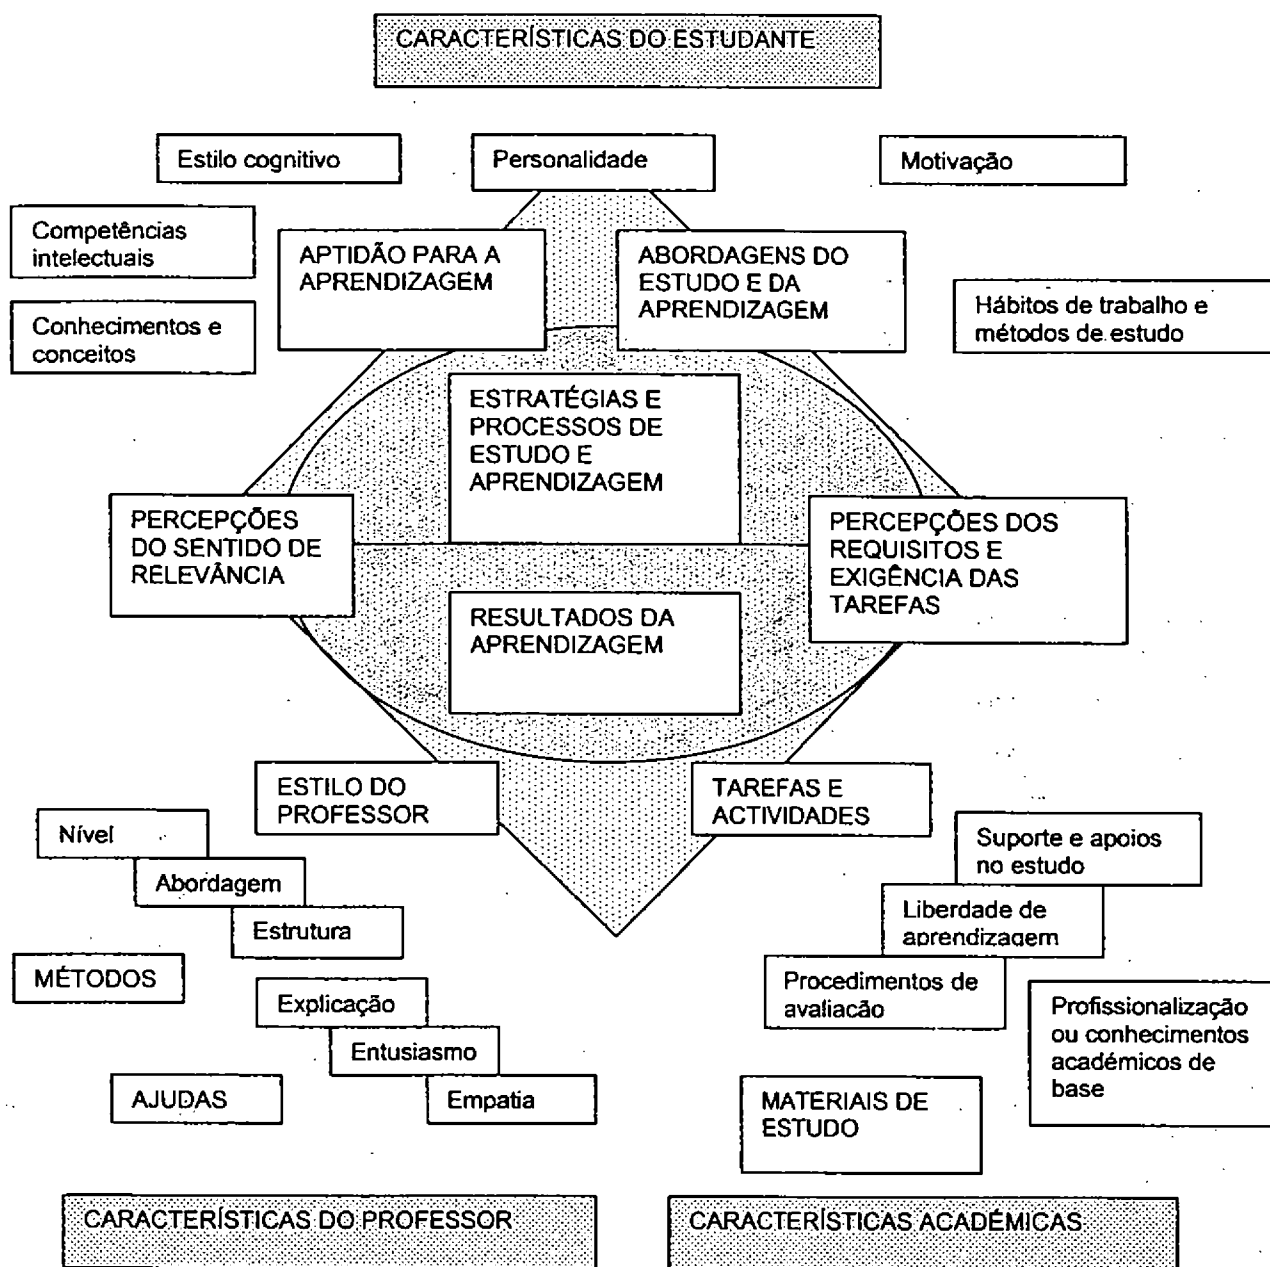 CARACTERÍSTICAS DO ESTUDANTE
Estilo cognitivo
Personalidade
Motivação
Competências
intelectuais
APTIDÃO PARA A
APRENDIZAGEM
ABORDAGENS DO
ESTUDO E DA
APRENDIZAGEM
Conhecimentos e
conceitos
Hábitos de trabalho e
métodos de estudo
ESTRATÉGIAS E
PROCESSOS DE
ESTUDO E
APRENDIZAGEM
PERCEPÇÕES
DO SENTIDO DE
RELEVÂNCIA
PERCEPÇÕES DOS
REQUISITOS E
EXIGÊNCIA DAS
TAREFAS
RESULTADOS DA
APRENDIZAGEM
ESTILO DO
PROFESSOR
TAREFAS E
ACTIVIDADES
Nível
Abordagem
Estrutura
Suporte e apoios
no estudo
Liberdade de
aprendizagem
MÉTODOS
Explicação
Entusiasmo
Empatia
Procedimentos de
avaliacão
Profissionalização
ou conhecimentos
académicos de
base
AJUDAS
MATERIAIS DE
ESTUDO
CARACTERÍSTICAS DO PROFESSOR
CARACTERÍSTICAS ACADÉMICAS